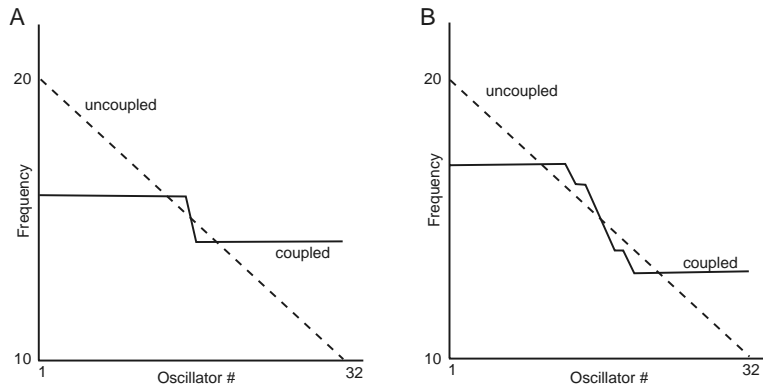 A
20
uncoupled
Frequency
coupled
10
1
Oscillator #
32
B
20
uncoupled
Frequency
coupled
10
1
Oscillator #
32